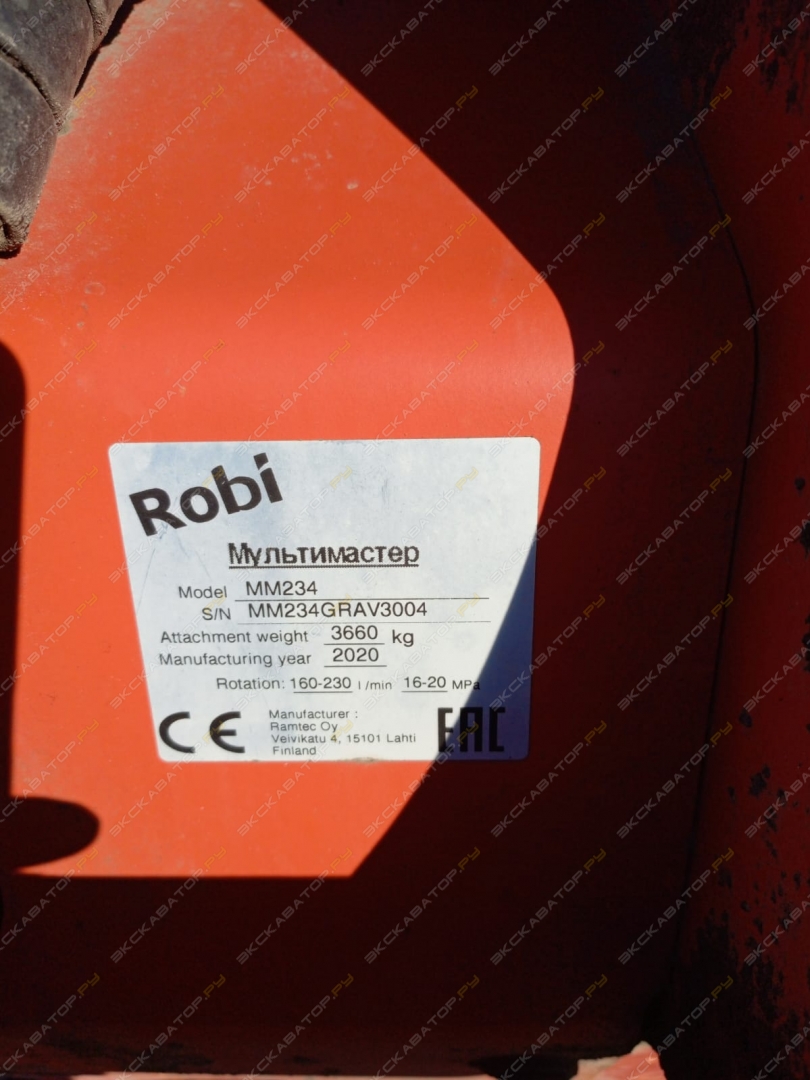 Robi
Мультимастер
Model MM234
S/N MM234GRAV3004
Attachment weight 3660 kg
Manufacturing year 2020
Rotation: 160-230 l/min 16-20 MPa
CE
Manufacturer :
Ramtec Oy
Veivikatu 4, 15101 Lahti
Finland
EAC
ЭКСКАВАТОР.РУ